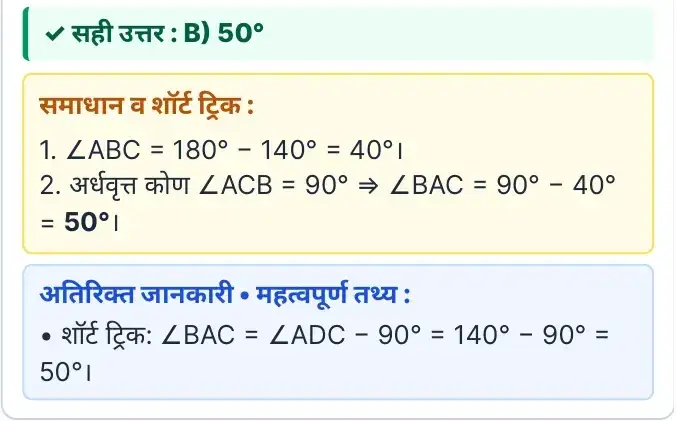 ✓ सही उत्तर : B) 50°
समाधान व शॉर्ट ट्रिक :
1. ∠ABC = 180° − 140° = 40°।
2. अर्धवृत्त कोण ∠ACB = 90° ⇒ ∠BAC = 90° − 40°
= 50°।
अतिरिक्त जानकारी • महत्वपूर्ण तथ्य :
• शॉर्ट ट्रिक: ∠BAC = ∠ADC − 90° = 140° − 90° =
50°।